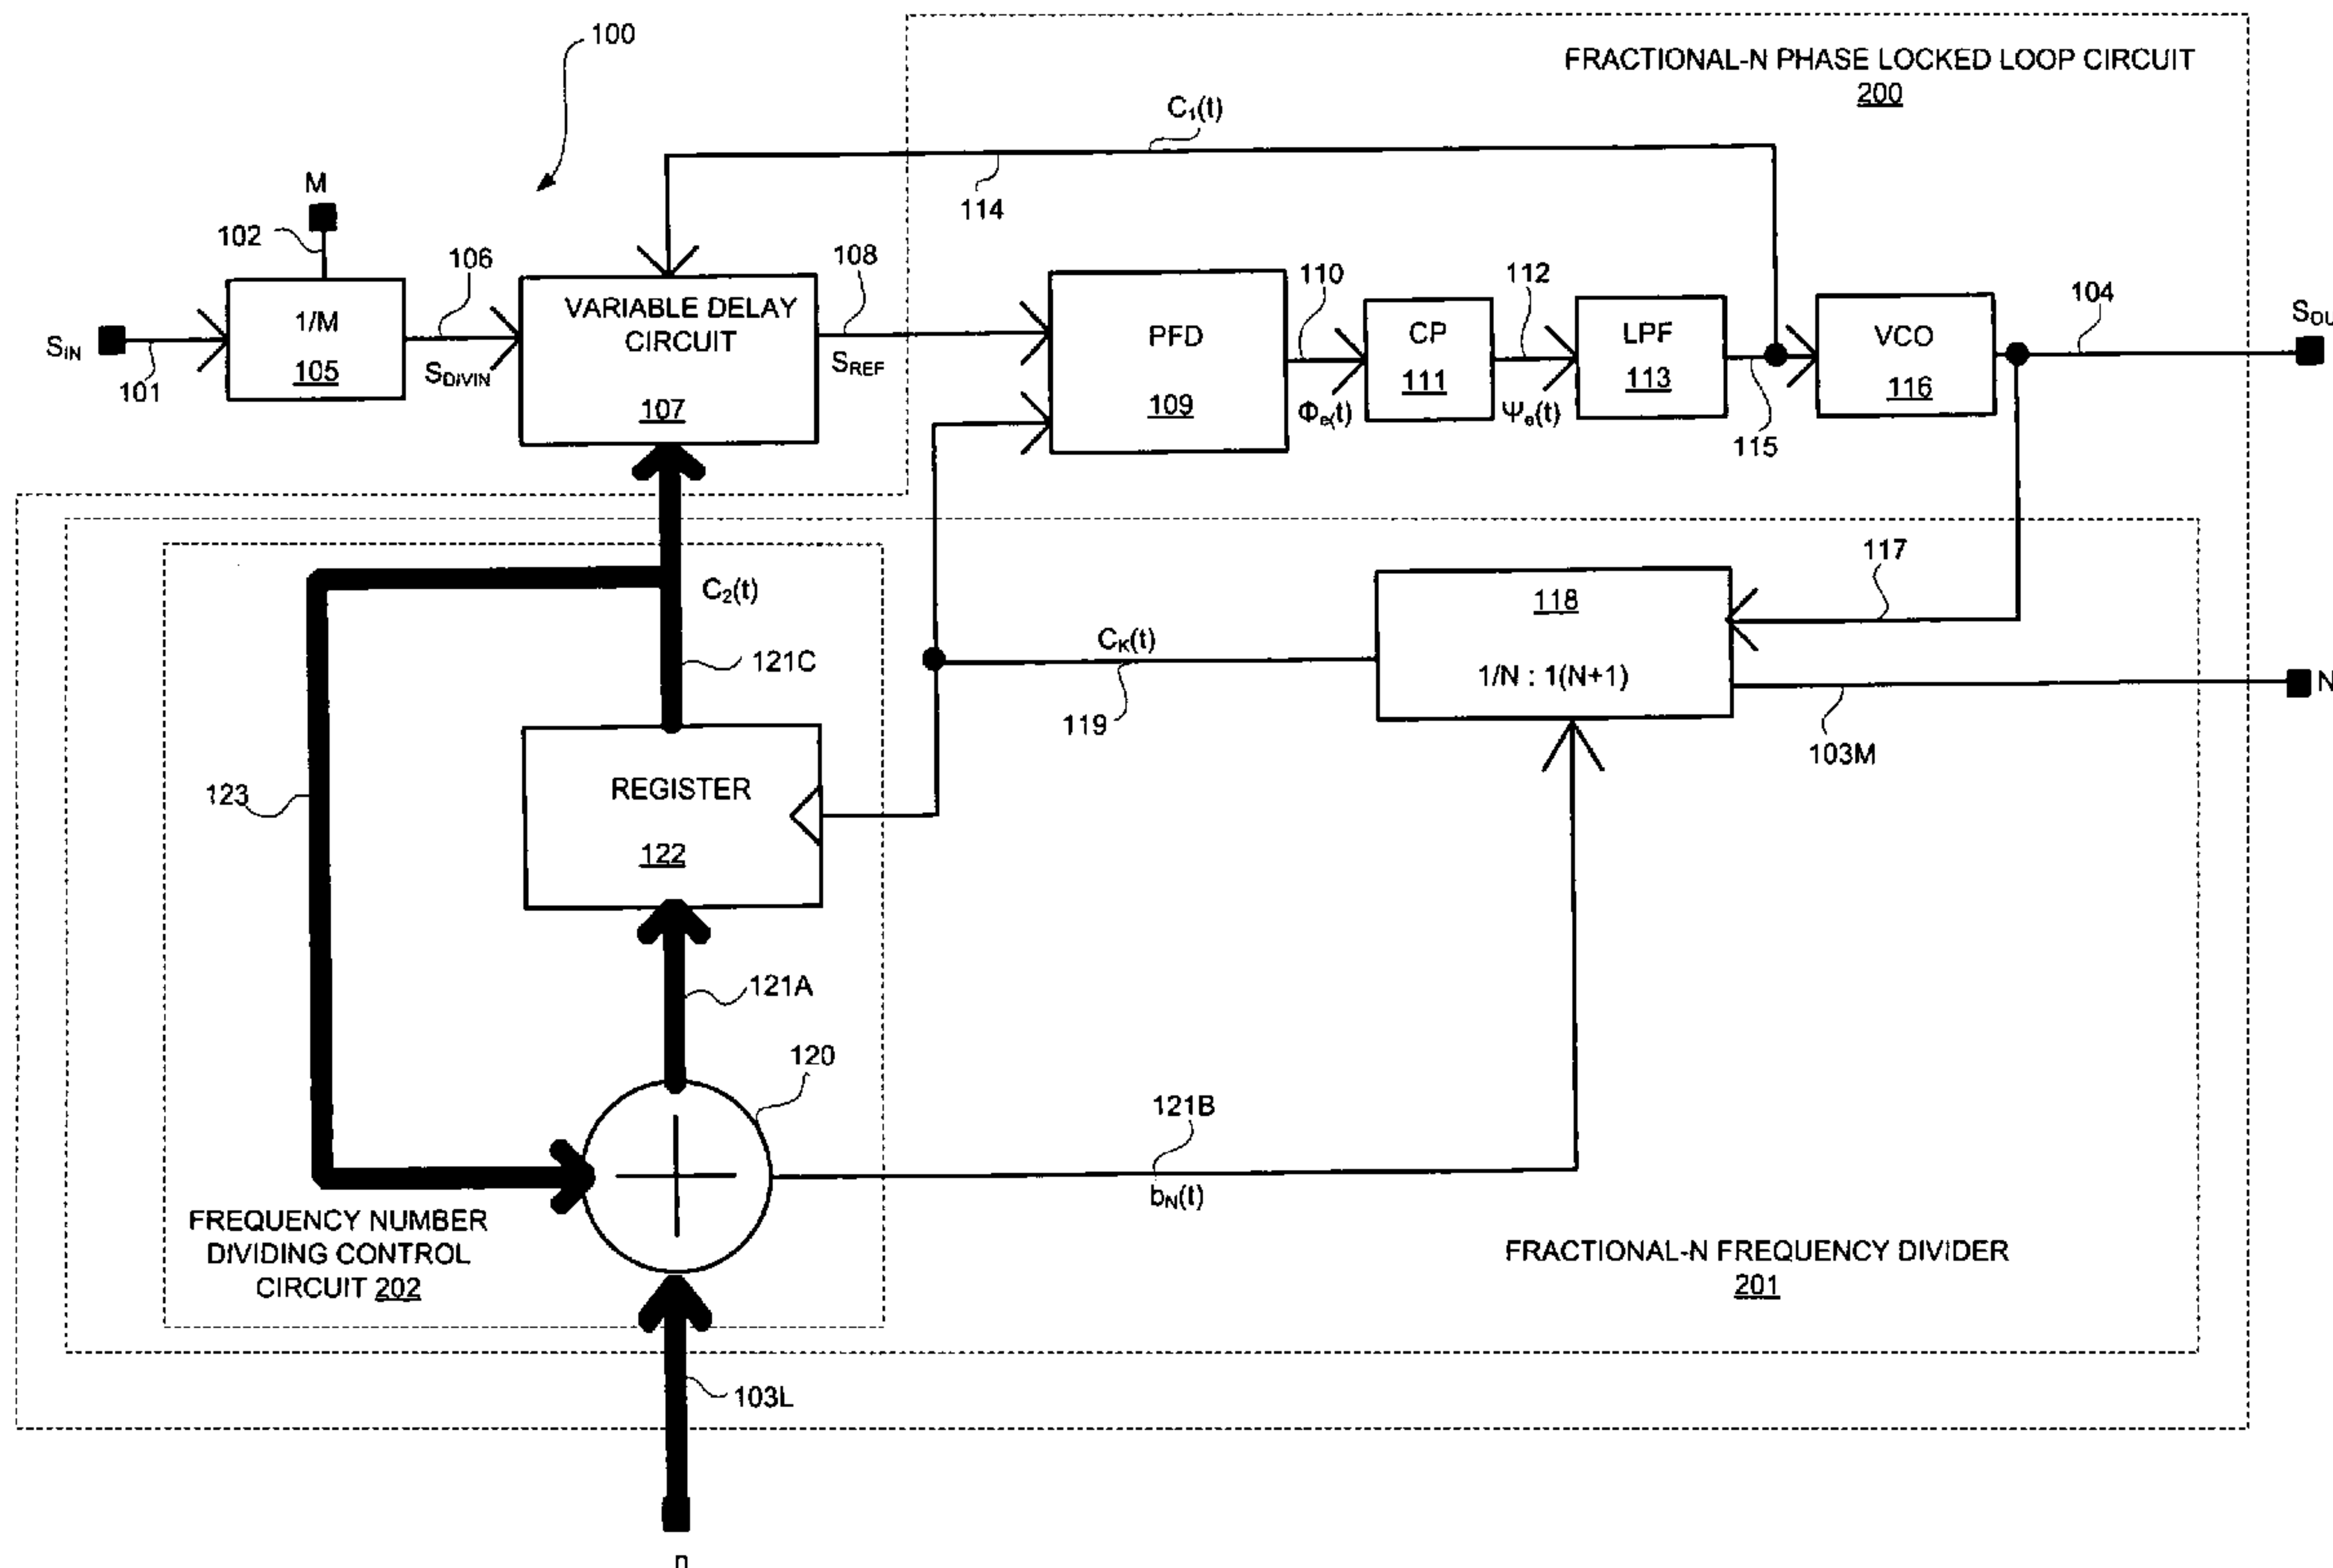 100
FRACTIONAL-N PHASE LOCKED LOOP CIRCUIT
200
C1(t)
114
M
102
106
108
110
112
104
SIN
101
1/M
105
SDIVIN
VARIABLE DELAY
CIRCUIT
107
SREF
PFD
109
Φe(t)
CP
111
Ψe(t)
LPF
113
115
VCO
116
SOU
117
C2(t)
118
1/N : 1(N+1)
CK(t)
119
121C
N
103M
123
REGISTER
122
121A
120
121B
bN(t)
FREQUENCY NUMBER
DIVIDING CONTROL
CIRCUIT 202
FRACTIONAL-N FREQUENCY DIVIDER
201
103L